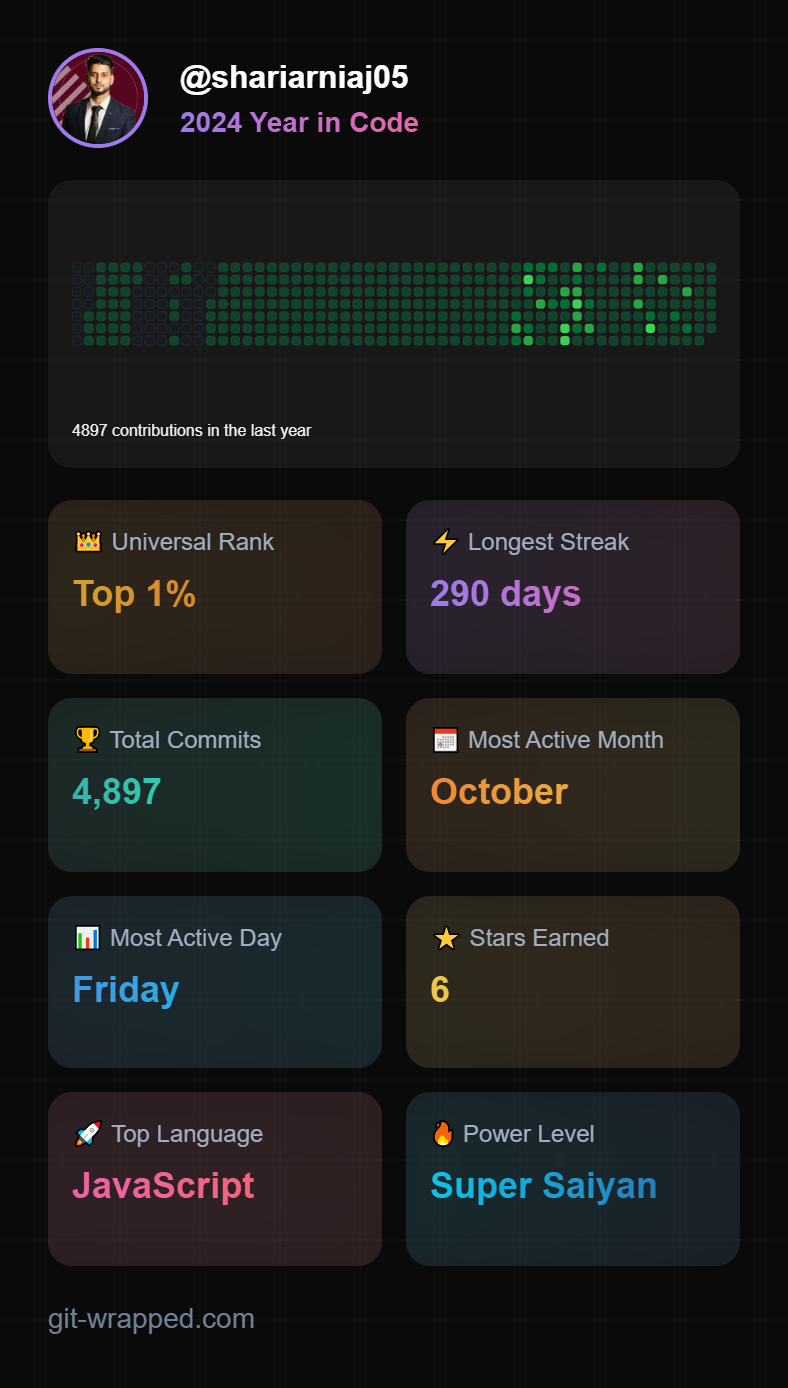 @shariarniaj05
2024 Year in Code
4897 contributions in the last year
Universal Rank
Top 1%
Longest Streak
290 days
Total Commits
4,897
Most Active Month
October
Most Active Day
Friday
Stars Earned
6
Top Language
JavaScript
Power Level
Super Saiyan
git-wrapped.com